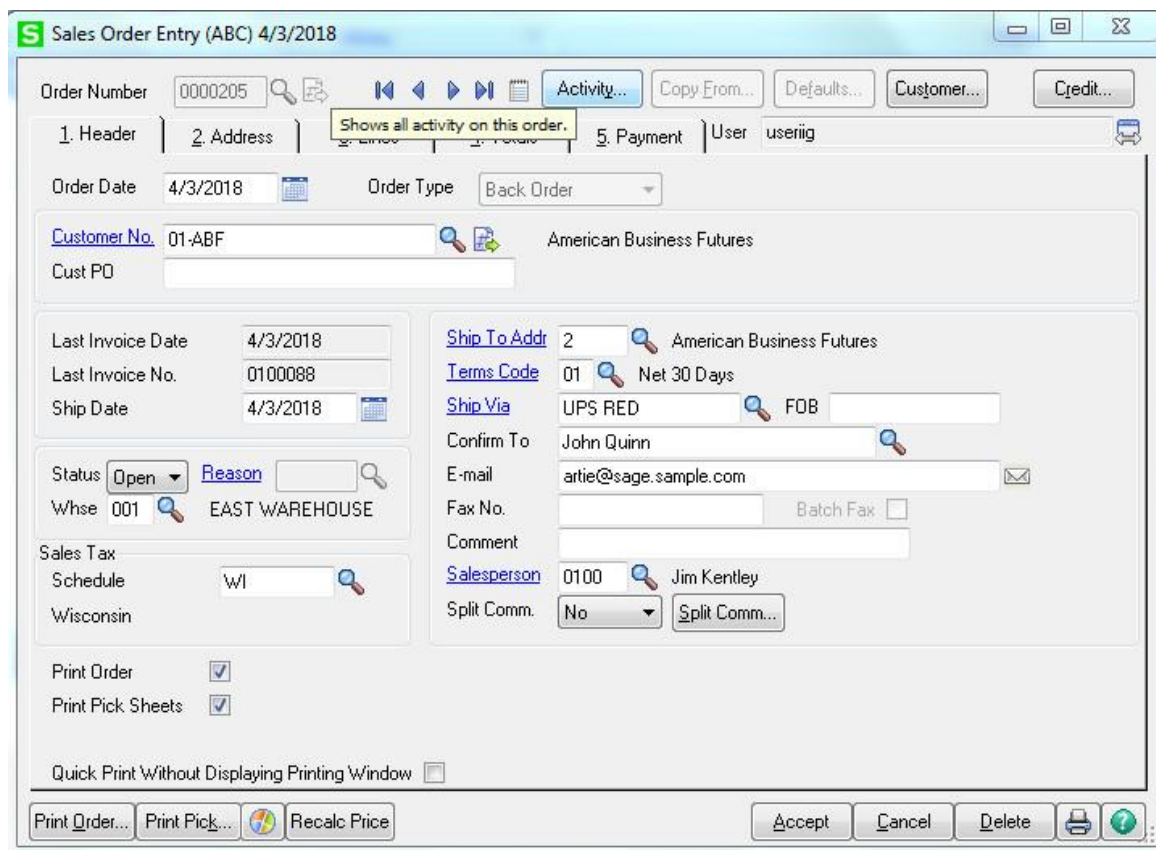 S Sales Order Entry (ABC) 4/3/2018
Order Number 0000205 Activity... Copy From... Defaults... Customer... Credit...
Shows all activity on this order.
1. Header 2. Address 5. Payment User useriig
Order Date 4/3/2018 Order Type Back Order
Customer No. 01-ABF American Business Futures
Cust PO
Last Invoice Date 4/3/2018
Last Invoice No. 0100088
Ship Date 4/3/2018
Status Open Reason
Whse 001 EAST WAREHOUSE
Sales Tax
Schedule WI
Wisconsin
Ship To Addr 2 American Business Futures
Terms Code 01 Net 30 Days
Ship Via UPS RED FOB
Confirm To John Quinn
E-mail artie@sage.sample.com
Fax No. Batch Fax
Comment
Salesperson 0100 Jim Kentley
Split Comm. No Split Comm...
Print Order
Print Pick Sheets
Quick Print Without Displaying Printing Window
Print Order... Print Pick... Recalc Price Accept Cancel Delete